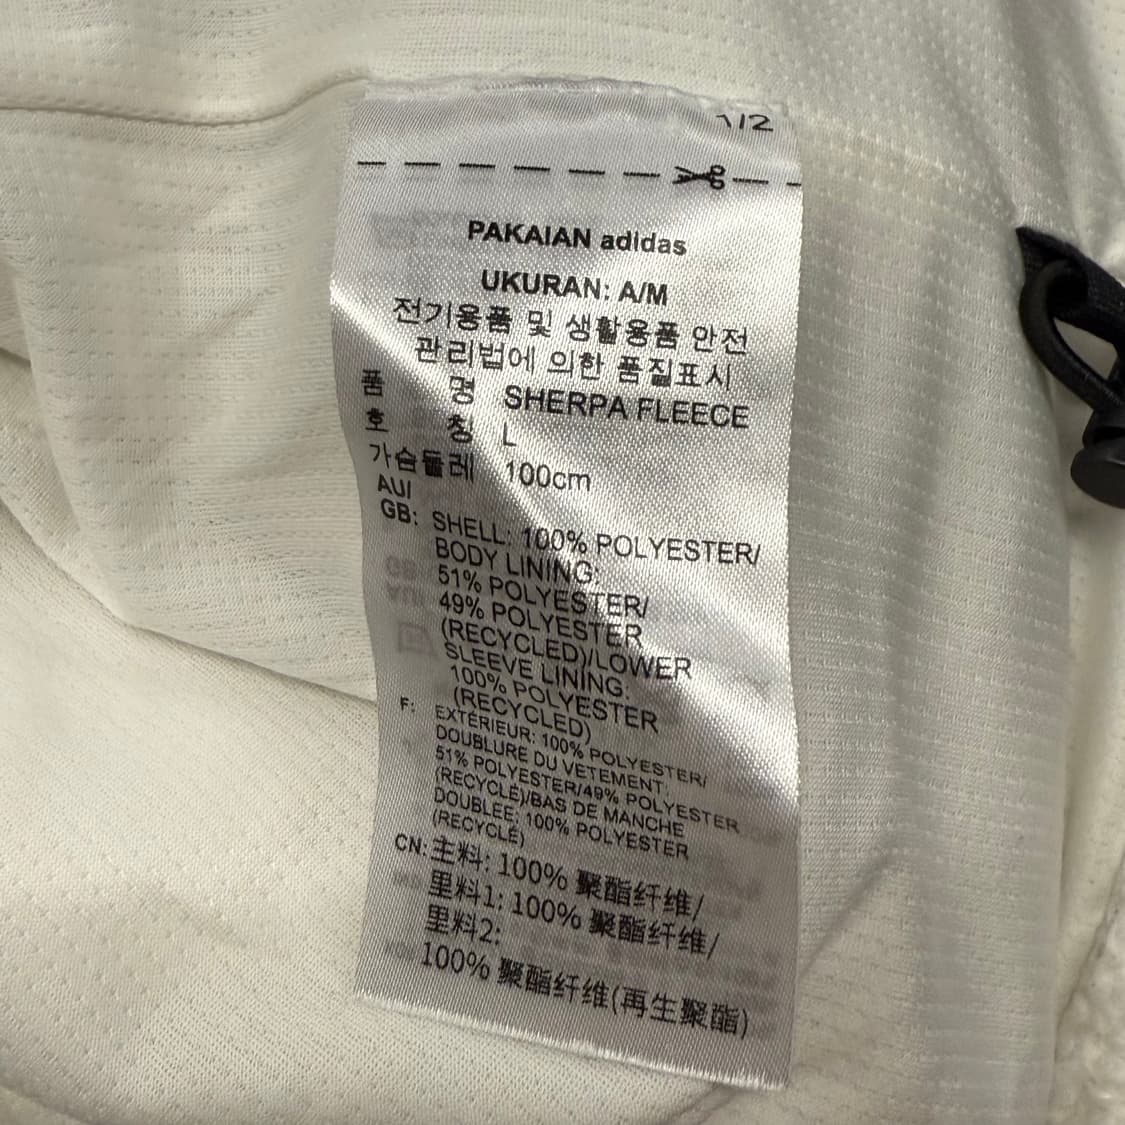 1/2
PAKAIAN adidas
UKURAN: A/M
전기용품 및 생활용품 안전
관리법에 의한 품질표시
품 명 SHERPA FLEECE
호 칭 L
가슴둘레 100cm
AUI
GB: SHELL: 100% POLYESTER/
BODY LINING:
51% POLYESTER/
49% POLYESTER
(RECYCLED)/LOWER
SLEEVE LINING:
100% POLYESTER
(RECYCLED)
F: EXTÉRIEUR: 100% POLYESTER/
DOUBLURE DU VETEMENT:
51% POLYESTER/49% POLYESTER
(RECYCLÉ)/BAS DE MANCHE
DOUBLEE: 100% POLYESTER
(RECYCLÉ)
CN: 主料: 100% 聚酯纤维/
里料1: 100% 聚酯纤维/
里料2:
100% 聚酯纤维(再生聚酯)